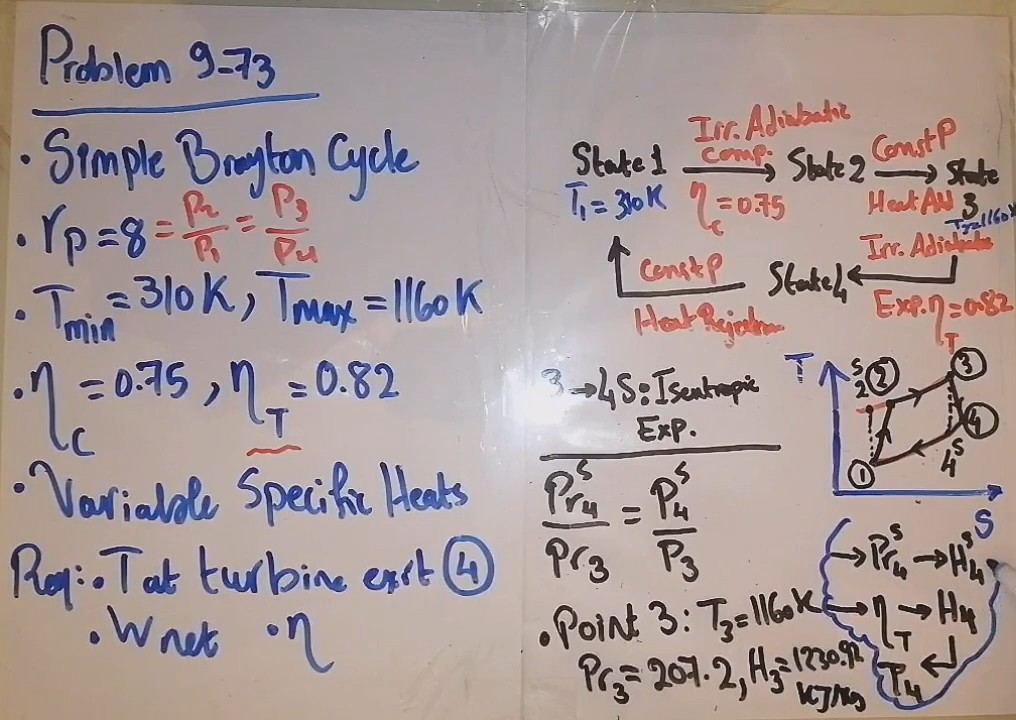 Problem 9-73
• Simple Brayton Cycle
• rp = 8 = P2/P1 = P3/P4
• Tmin = 310 K, Tmax = 1160 K
• ηC = 0.75, ηT = 0.82
• Variable Specific Heats
Req: • T at turbine exit ④
• Wnet • η
Irr. Adiabatic
Comp.
ConstP
State 1 → State 2 → State 3
T1 = 310 K
ηC = 0.75
Heat Add
T3=1160K
Irr. Adiabatic
ConstP
State 4
Heat Rejection
Exp. ηT = 0.82
3 → 4S: Isentropic
Exp.
Pr4s/Pr3 = P4s/P3
T
2s ② ③
① 4s ④
S
• Point 3: T3 = 1160K
Pr3 = 207.2, H3 = 1230.92
KJ/Kg
→ Pr4s → H4s
→ ηT → H4
T4 ↵